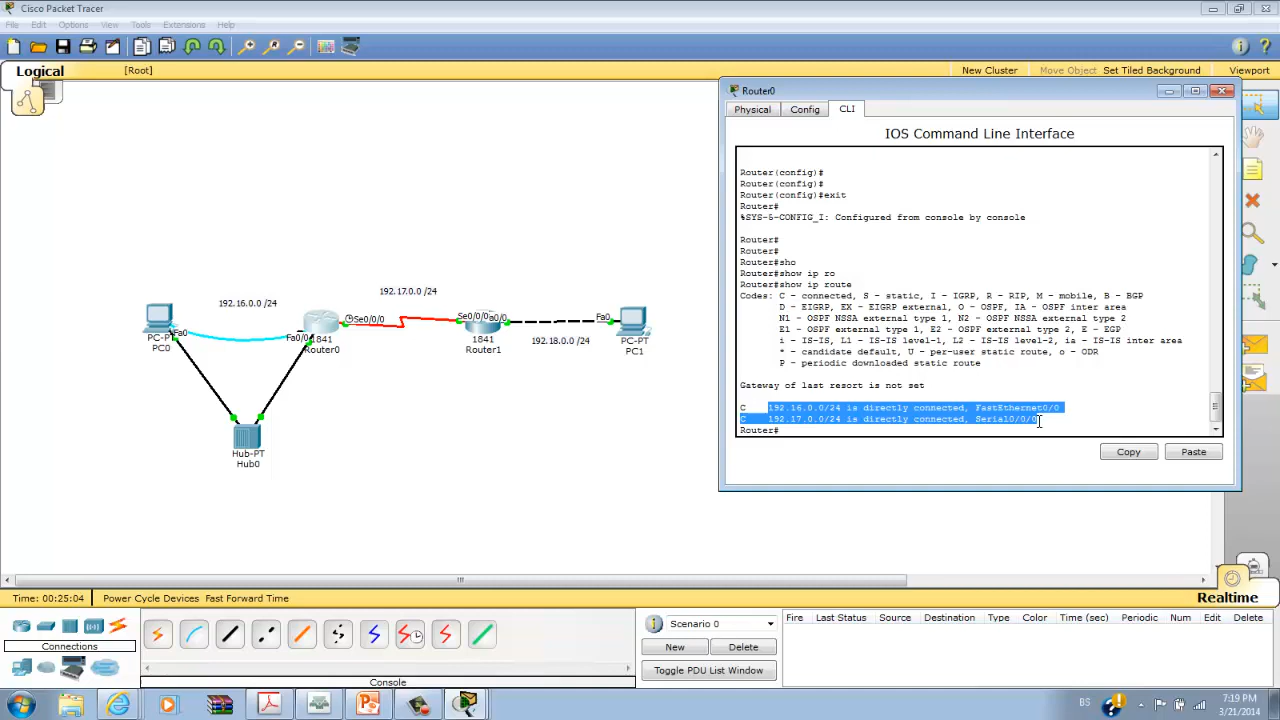 Cisco Packet Tracer
File Edit Options View Tools Extensions Help
Logical
[Root]
New Cluster Move Object Set Tiled Background Viewport
Router0
Physical Config CLI
IOS Command Line Interface
Router(config)#
Router(config)#
Router(config)#exit
Router#
%SYS-5-CONFIG_I: Configured from console by console
Router#
Router#
Router#sho
Router#show ip ro
Router#show ip route
Codes: C - connected, S - static, I - IGRP, R - RIP, M - mobile, B - BGP
D - EIGRP, EX - EIGRP external, O - OSPF, IA - OSPF inter area
N1 - OSPF NSSA external type 1, N2 - OSPF NSSA external type 2
E1 - OSPF external type 1, E2 - OSPF external type 2, E - EGP
i - IS-IS, L1 - IS-IS level-1, L2 - IS-IS level-2, ia - IS-IS inter area
* - candidate default, U - per-user static route, o - ODR
P - periodic downloaded static route
Gateway of last resort is not set
C 192.16.0.0/24 is directly connected, FastEthernet0/0
C 192.17.0.0/24 is directly connected, Serial0/0/0
Router#
Copy Paste
192.16.0.0 /24
192.17.0.0 /24
192.18.0.0 /24
Fa0
PC-PT
PC0
Fa0/0
Se0/0/0
1841
Router0
Se0/0/0
a0/0
1841
Router1
Fa0
PC-PT
PC1
Hub-PT
Hub0
Time: 00:25:04 Power Cycle Devices Fast Forward Time
Realtime
Connections
Console
Scenario 0
New Delete
Toggle PDU List Window
Fire Last Status Source Destination Type Color Time (sec) Periodic Num Edit Delete
BS
7:19 PM
3/21/2014